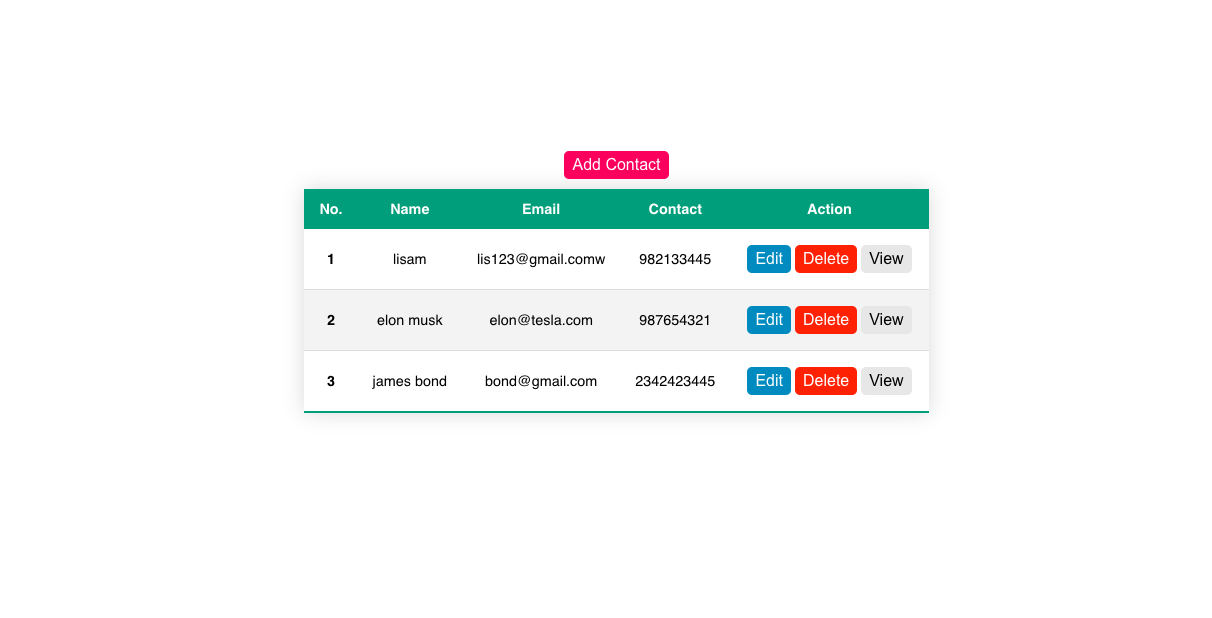 Add Contact
No. Name Email Contact Action
1 lisam lis123@gmail.comw 982133445 Edit Delete View
2 elon musk elon@tesla.com 987654321 Edit Delete View
3 james bond bond@gmail.com 2342423445 Edit Delete View